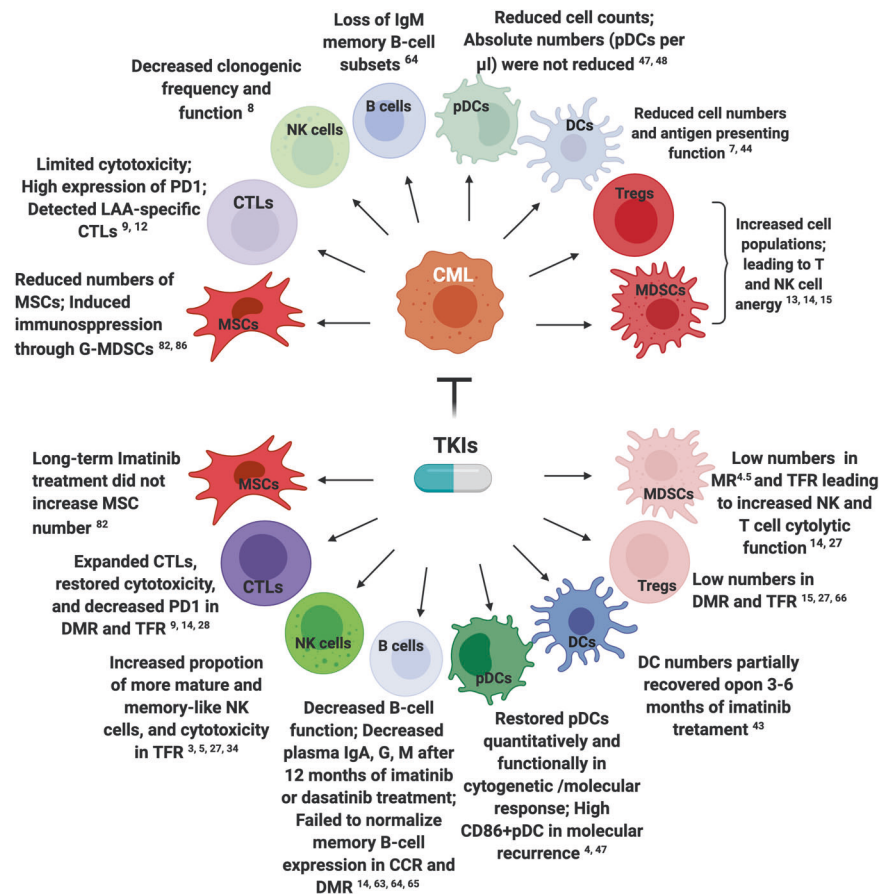 Loss of IgM
memory B-cell
subsets 64
B cells
Reduced cell counts;
Absolute numbers (pDCs per
µl) were not reduced 47, 48
pDCs
Decreased clonogenic
frequency and
function 8
NK cells
DCs
Reduced cell numbers
and antigen presenting
function 7, 44
Limited cytotoxicity;
High expression of PD1;
Detected LAA-specific
CTLs 9, 12
CTLs
Tregs
Increased cell
populations;
leading to T
and NK cell
anergy 13, 14, 15
Reduced numbers of
MSCs; Induced
immunosppression
through G-MDSCs 82, 86
MSCs
CML
MDSCs
TKIs
Long-term Imatinib
treatment did not
increase MSC
number 82
MSCs
MDSCs
Low numbers in
MR4.5 and TFR leading
to increased NK and
T cell cytolytic
function 14, 27
Expanded CTLs,
restored cytotoxicity,
and decreased PD1 in
DMR and TFR
9, 14, 28
CTLs
Tregs
Low numbers in
DMR and TFR 15, 27, 66
Increased propotion
of more mature and
memory-like NK
cells, and cytotoxicity
in TFR 3, 5, 27, 34
NK cells
B cells
Decreased B-cell
function; Decreased
plasma IgA, G, M after
12 months of imatinib
or dasatinib treatment;
Failed to normalize
memory B-cell
expression in CCR and
DMR 14, 63, 64, 65
pDCs
Restored pDCs
quantitatively and
functionally in
cytogenetic /molecular
response; High
CD86+pDC in molecular
recurrence 4, 47
DCs
DC numbers partially
recovered opon 3-6
months of imatinib
tretament 43